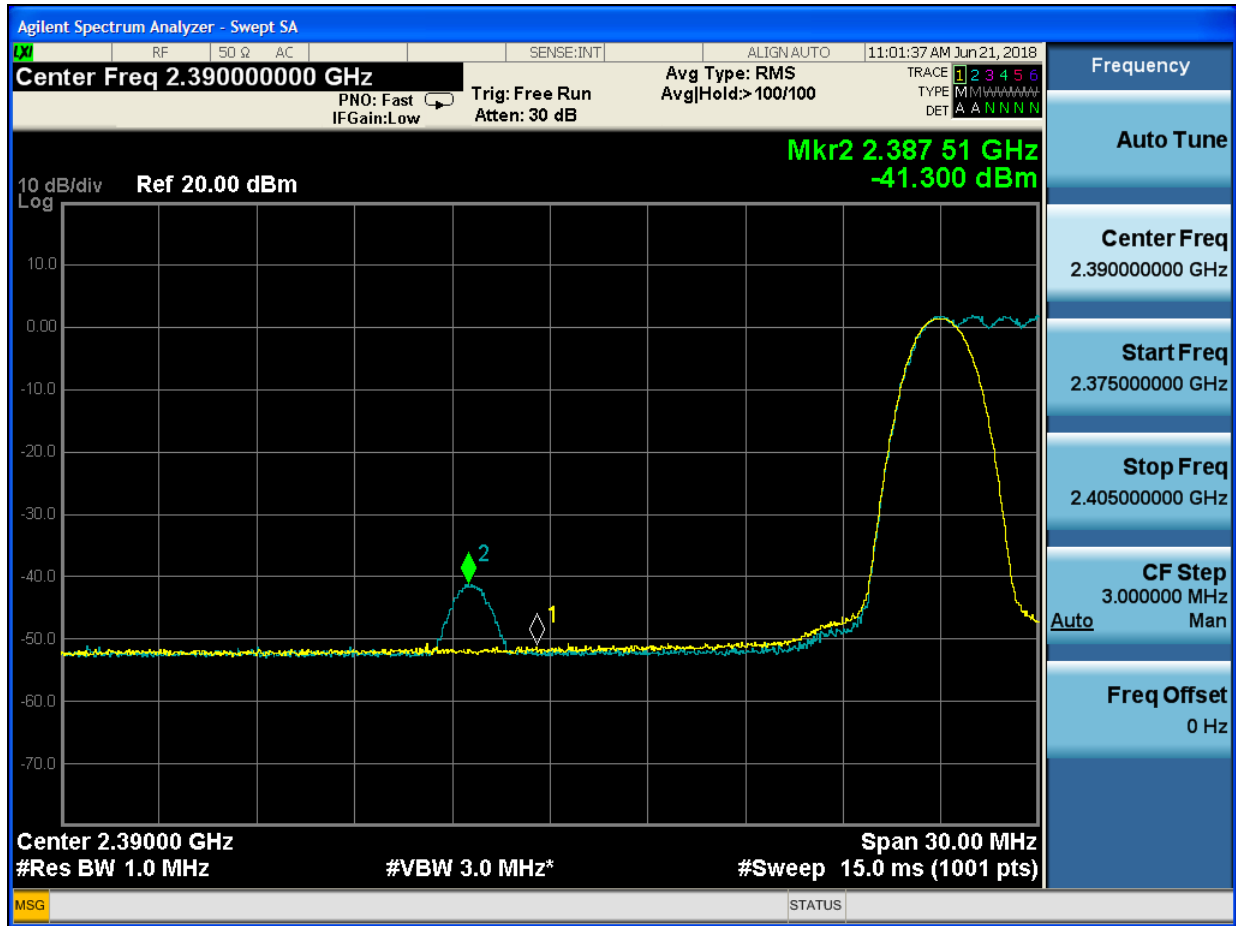 Agilent Spectrum Analyzer - Swept SA
LXI RF 50 Ω AC SENSE:INT ALIGN AUTO 11:01:37 AM Jun 21, 2018
Center Freq 2.390000000 GHz
PNO: Fast
IFGain:Low
Trig: Free Run
Atten: 30 dB
Avg Type: RMS
Avg|Hold:>100/100
TRACE 1 2 3 4 5 6
TYPE M M W W W W
DET A A N N N N
Mkr2 2.387 51 GHz
-41.300 dBm
10 dB/div Ref 20.00 dBm
Log
10.0
0.00
-10.0
-20.0
-30.0
-40.0
-50.0
-60.0
-70.0
2
1
Center 2.39000 GHz Span 30.00 MHz
#Res BW 1.0 MHz #VBW 3.0 MHz* #Sweep 15.0 ms (1001 pts)
Frequency
Auto Tune
Center Freq
2.390000000 GHz
Start Freq
2.375000000 GHz
Stop Freq
2.405000000 GHz
CF Step
3.000000 MHz
Auto Man
Freq Offset
0 Hz
MSG STATUS